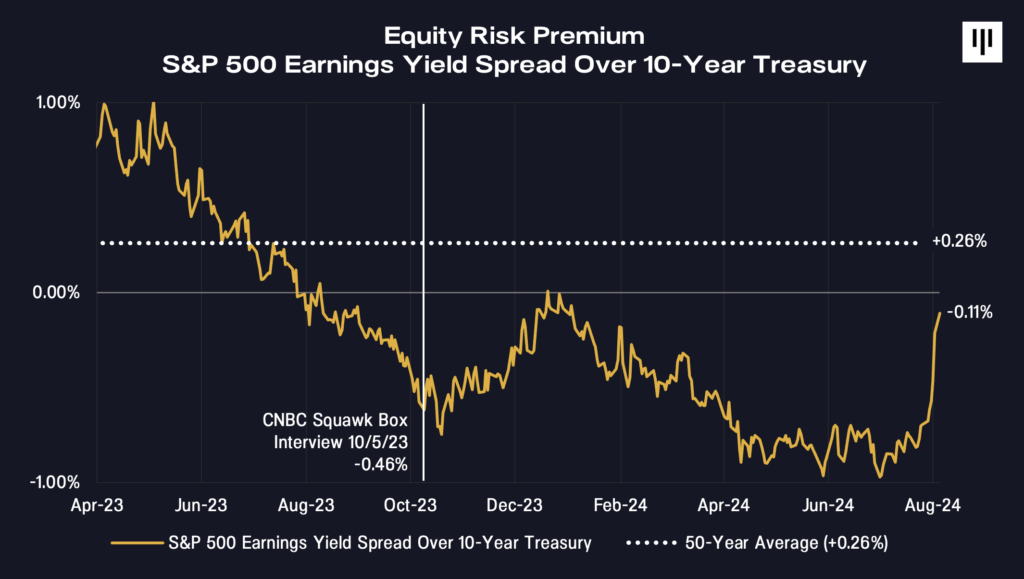 Equity Risk Premium
S&P 500 Earnings Yield Spread Over 10-Year Treasury
1.00%
+0.26%
0.00%
-0.11%
CNBC Squawk Box
Interview 10/5/23
-0.46%
-1.00%
Apr-23 Jun-23 Aug-23 Oct-23 Dec-23 Feb-24 Apr-24 Jun-24 Aug-24
S&P 500 Earnings Yield Spread Over 10-Year Treasury 50-Year Average (+0.26%)